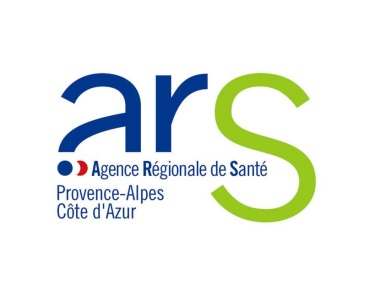 ars
Agence Régionale de Santé
Provence-Alpes
Côte d'Azur